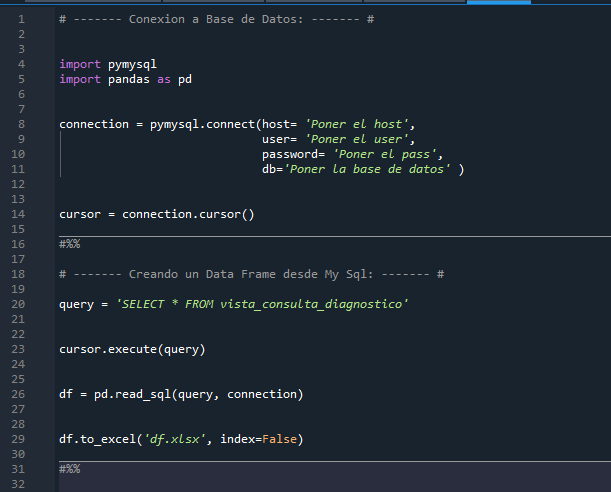 1 # ------- Conexion a Base de Datos: ------- #
2
3
4 import pymysql
5 import pandas as pd
6
7
8 connection = pymysql.connect(host= 'Poner el host',
9 user= 'Poner el user',
10 password= 'Poner el pass',
11 db='Poner la base de datos' )
12
13
14 cursor = connection.cursor()
15
16 #%%
17
18 # ------- Creando un Data Frame desde My Sql: ------- #
19
20 query = 'SELECT * FROM vista_consulta_diagnostico'
21
22
23 cursor.execute(query)
24
25
26 df = pd.read_sql(query, connection)
27
28
29 df.to_excel('df.xlsx', index=False)
30
31 #%%
32